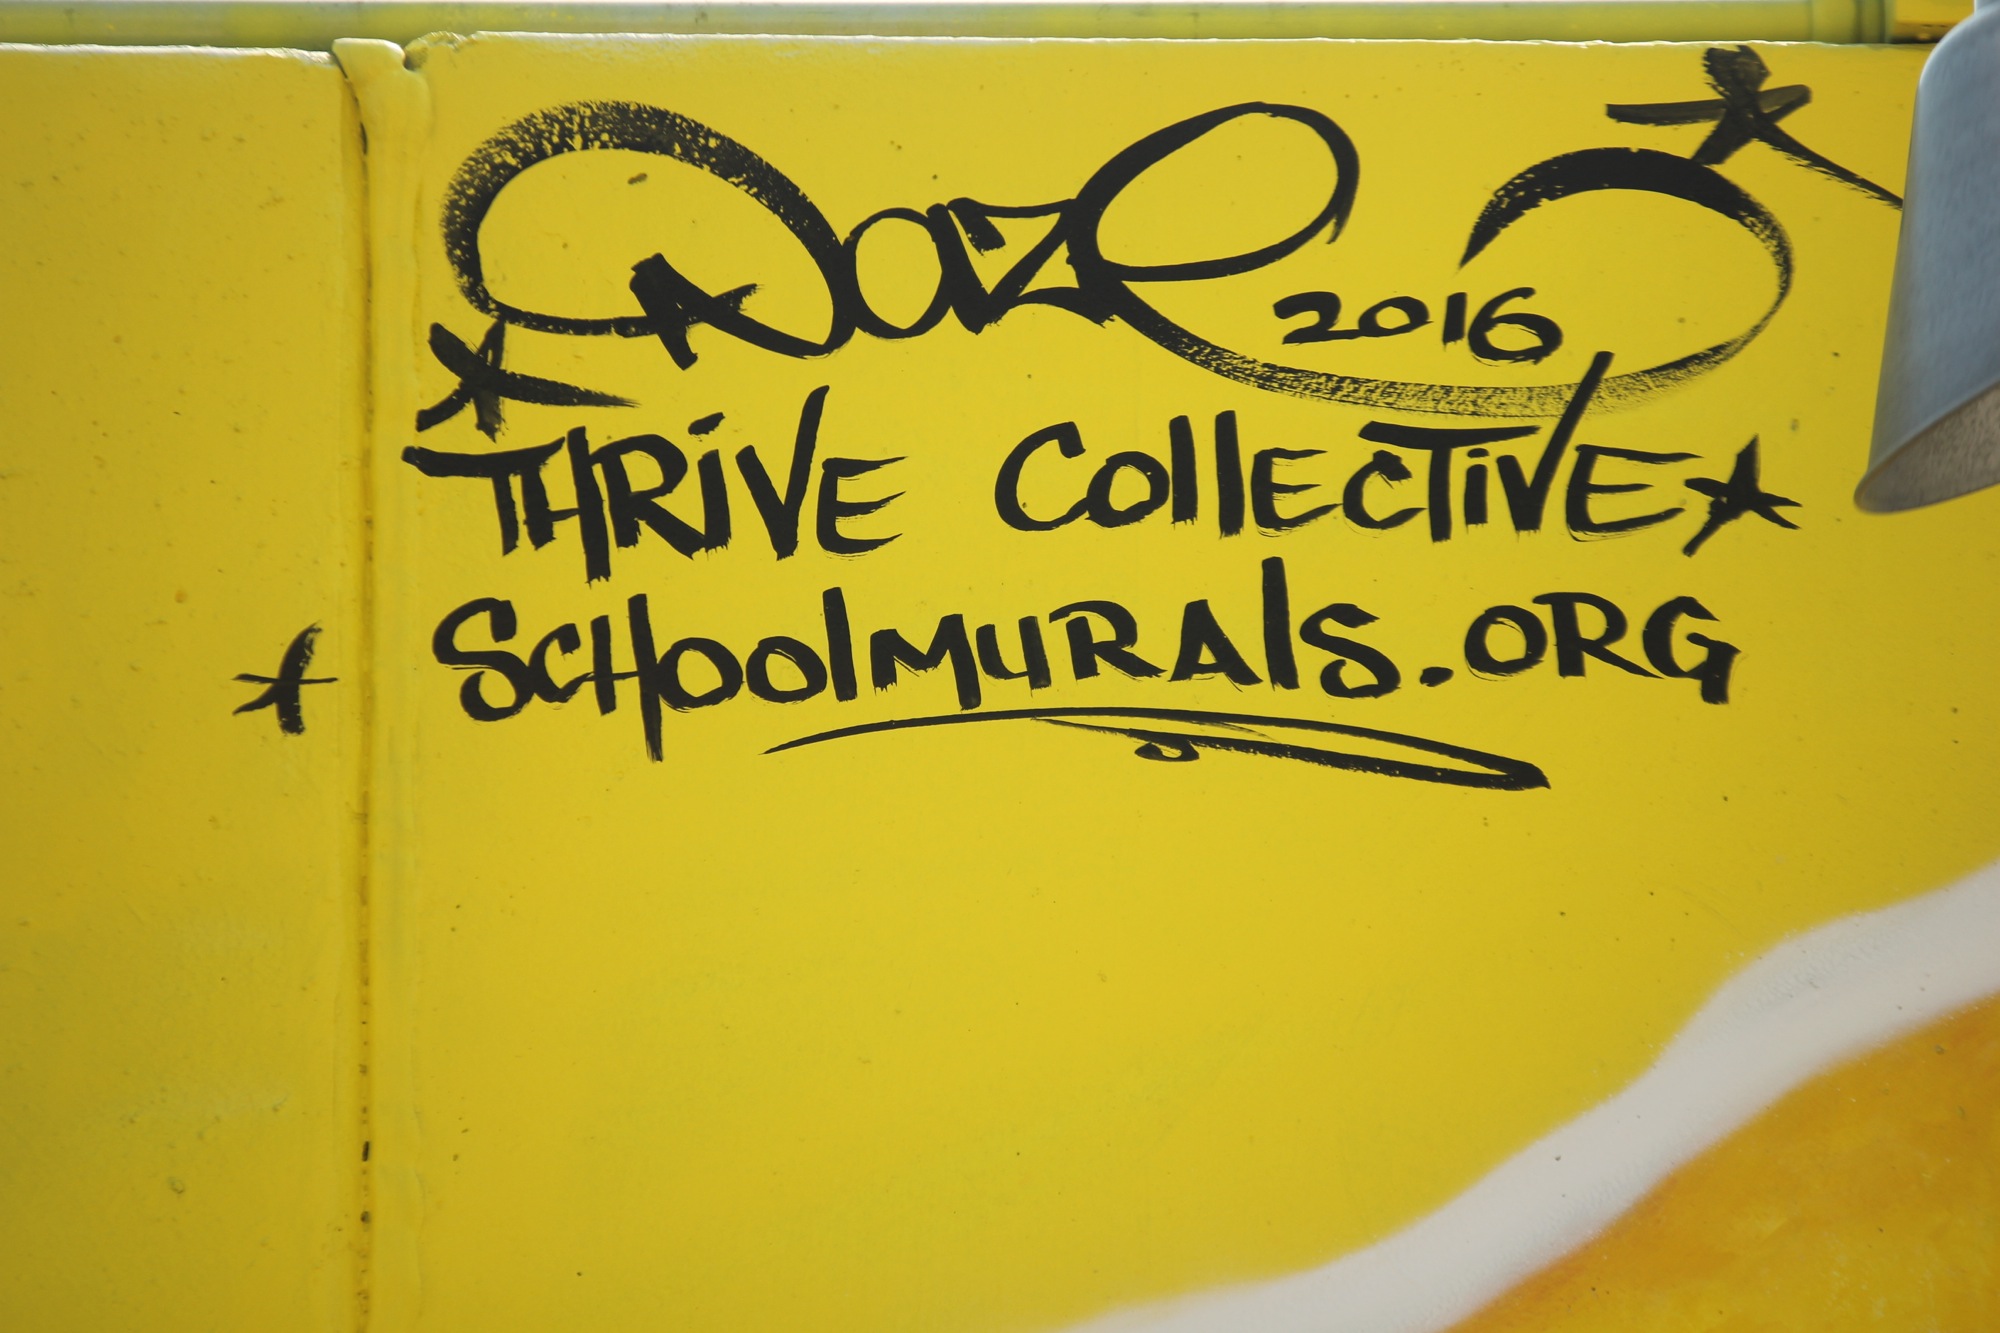 Daze 2016
THRiVE COllECTiVE
SCHOOlMURAlS.ORG